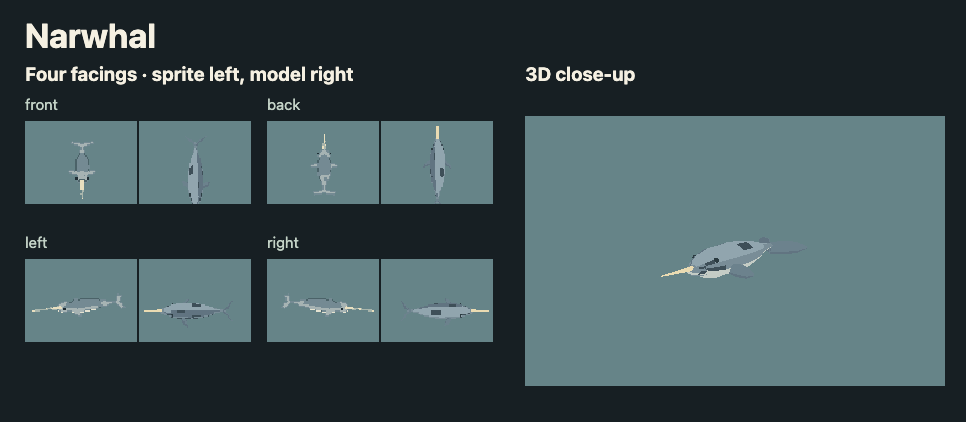 Narwhal
Four facings · sprite left, model right
3D close-up
front
back
left
right